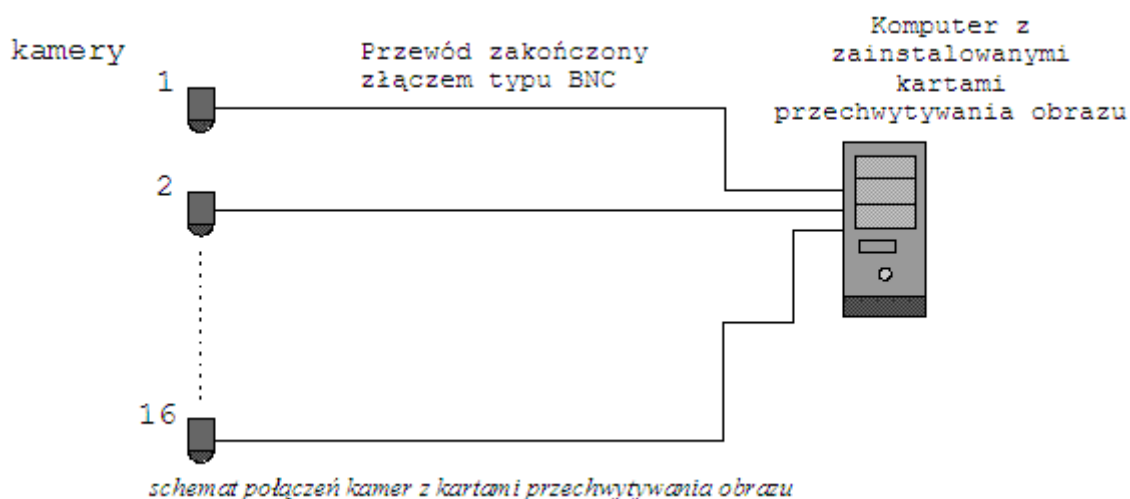 kamery
1
Przewód zakończony
złączem typu BNC
Komputer z
zainstalowanymi
kartami
przechwytywania obrazu
2
16
schemat połączeń kamer z kartami przechwytywania obrazu